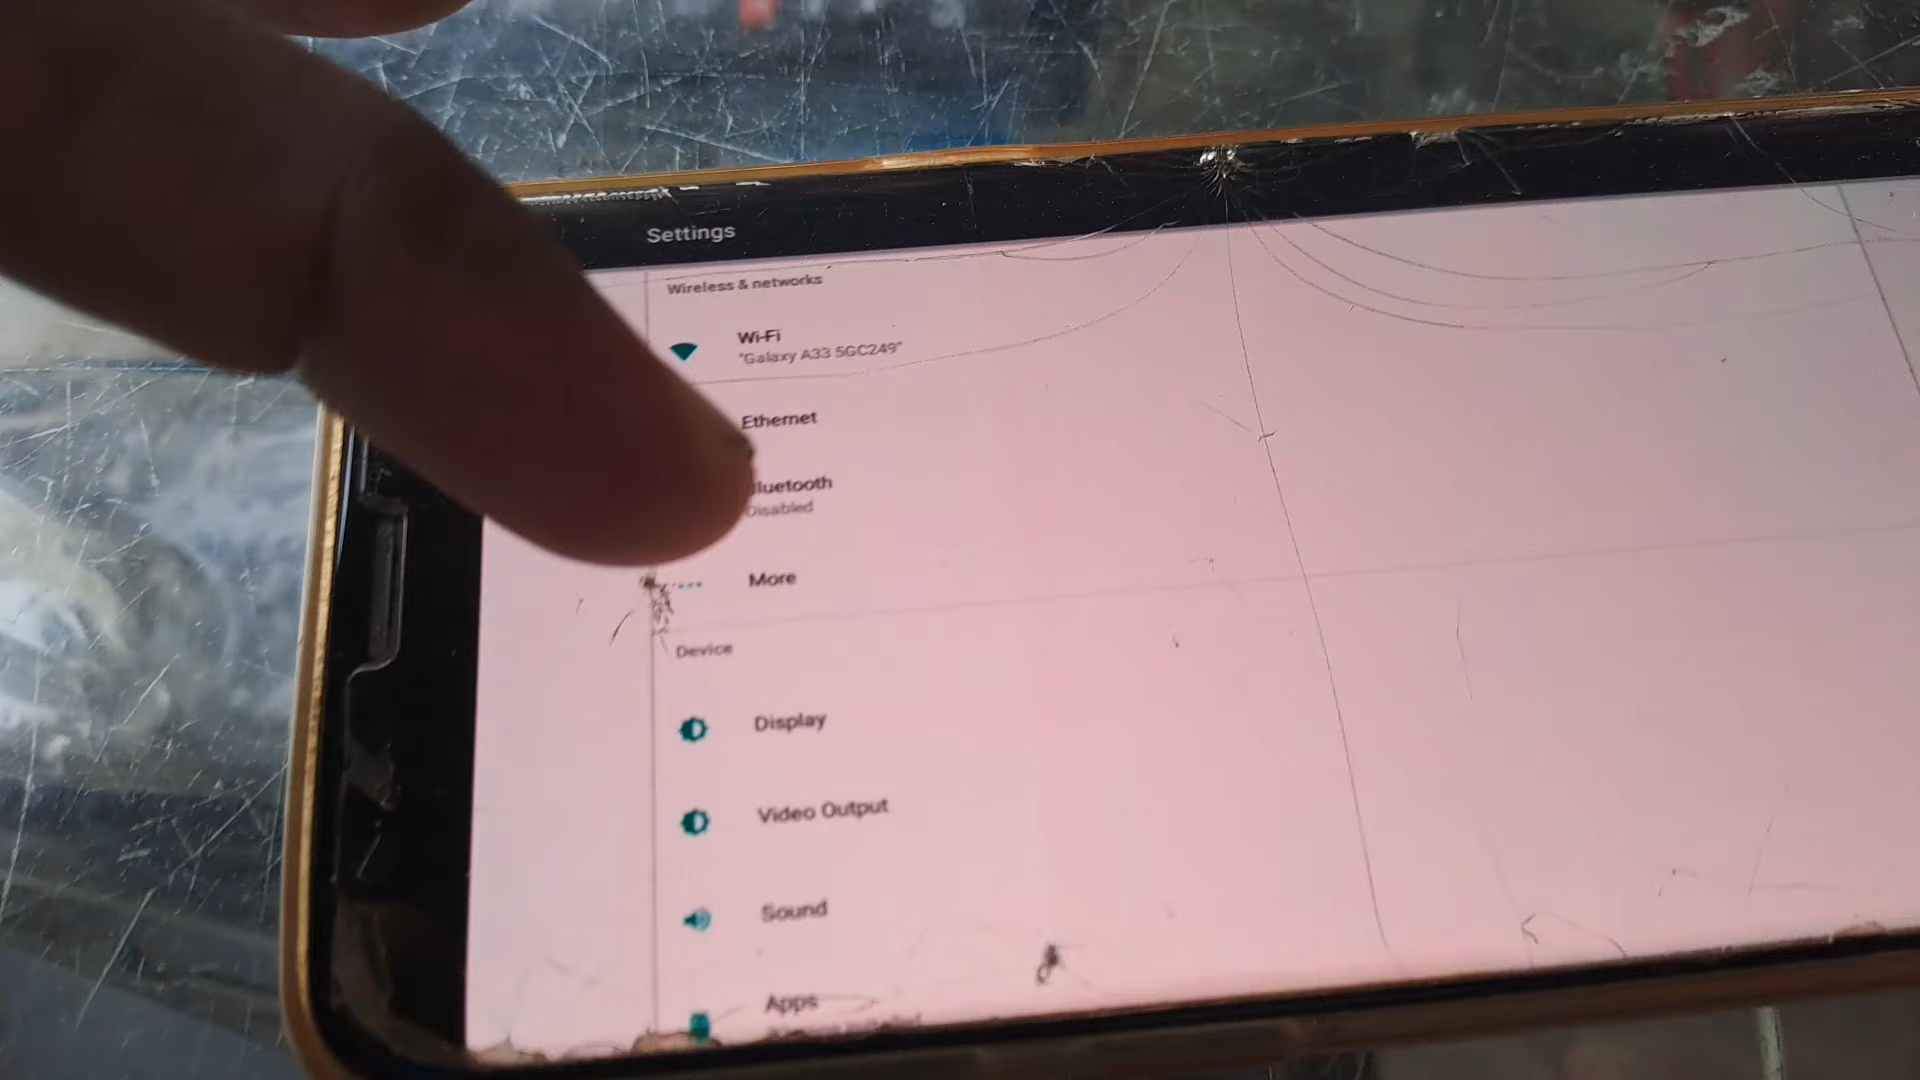 Settings
Wireless & networks
Wi-Fi
"Galaxy A33 5GC249"
Ethernet
luetooth
Disabled
More
Device
Display
Video Output
Sound
Apps